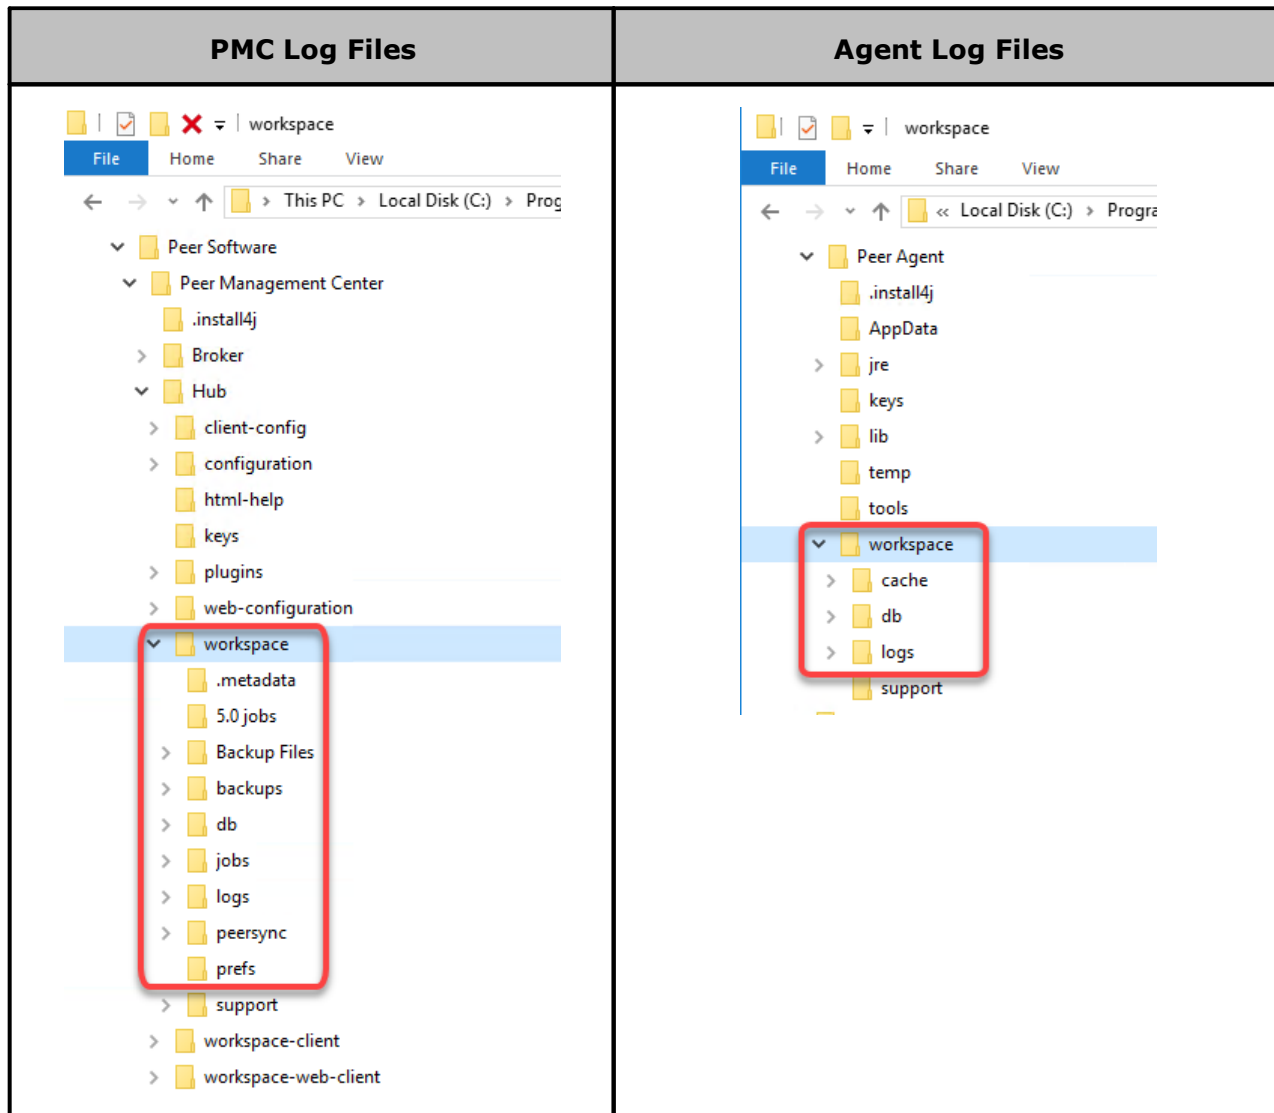 PMC Log Files
Agent Log Files
workspace
File Home Share View
This PC > Local Disk (C:) > Prog
Peer Software
Peer Management Center
.install4j
Broker
Hub
client-config
configuration
html-help
keys
plugins
web-configuration
workspace
.metadata
5.0 jobs
Backup Files
backups
db
jobs
logs
peersync
prefs
support
workspace-client
workspace-web-client
workspace
File Home Share View
« Local Disk (C:) > Progra
Peer Agent
.install4j
AppData
jre
keys
lib
temp
tools
workspace
cache
db
logs
support